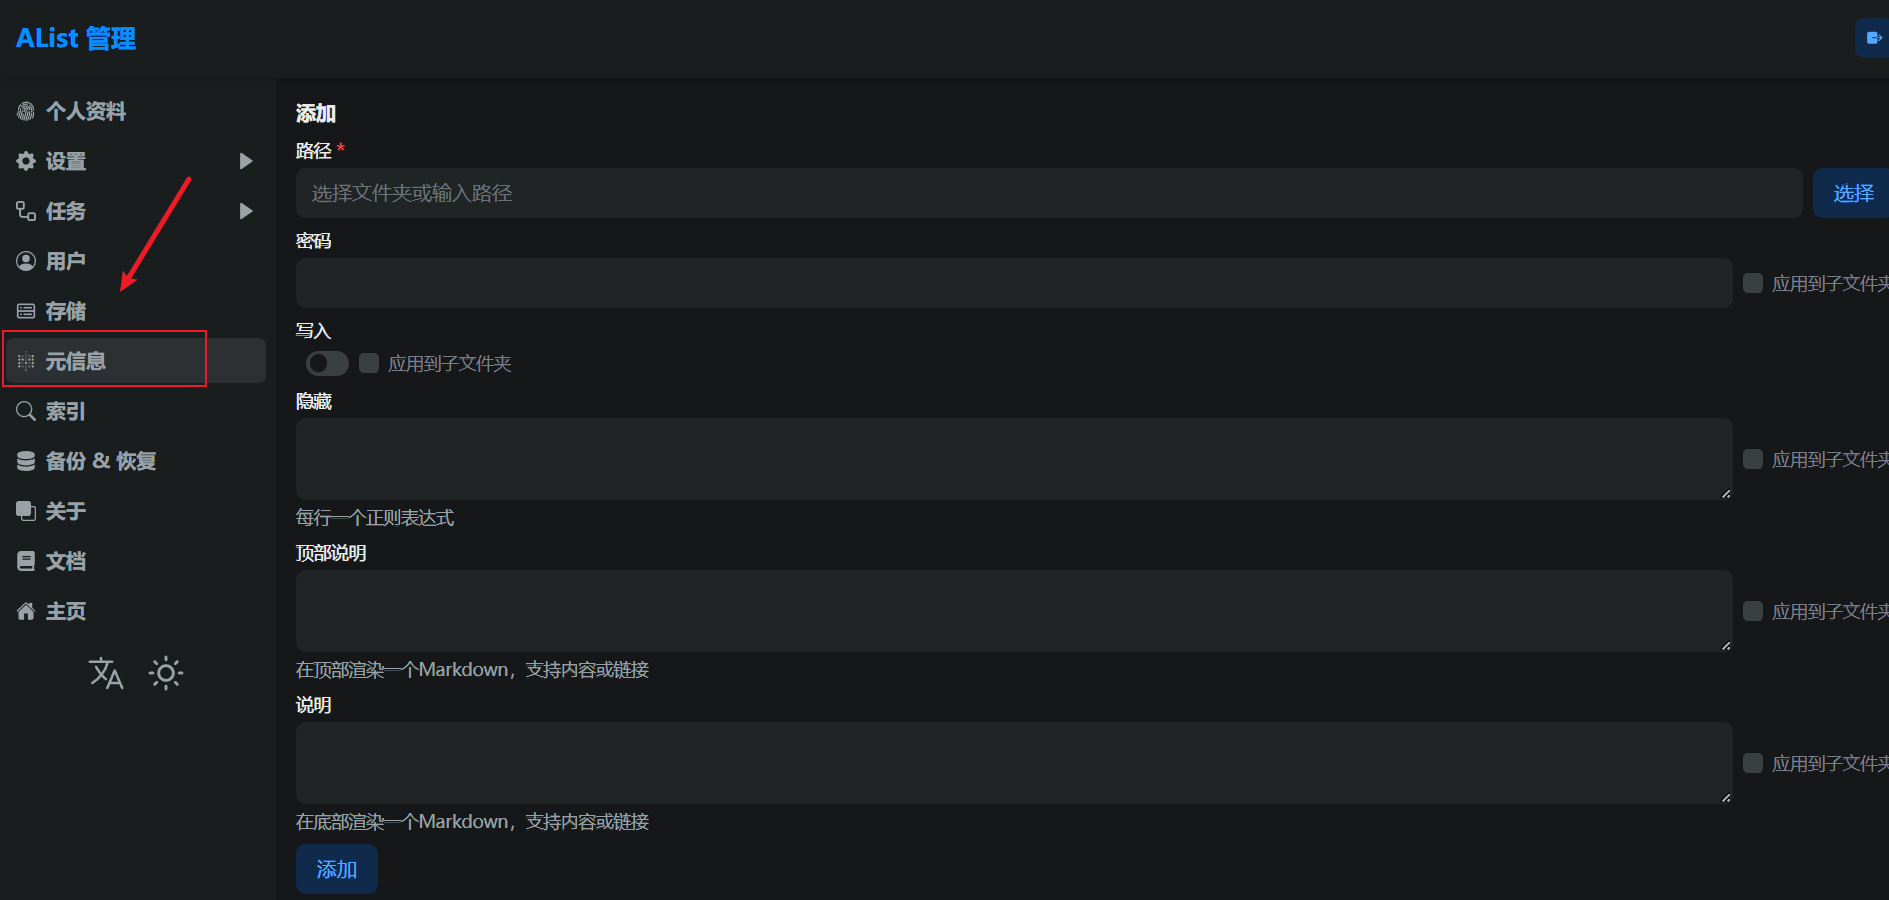 AList 管理
个人资料
设置
任务
用户
存储
元信息
索引
备份 & 恢复
关于
文档
主页
添加
路径 *
选择文件夹或输入路径
选择
密码
应用到子文件夹
写入
应用到子文件夹
隐藏
应用到子文件夹
每行一个正则表达式
顶部说明
应用到子文件夹
在顶部渲染一个Markdown，支持内容或链接
说明
应用到子文件夹
在底部渲染一个Markdown，支持内容或链接
添加